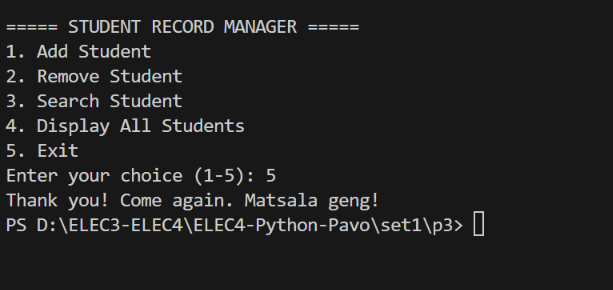 ===== STUDENT RECORD MANAGER =====
1. Add Student
2. Remove Student
3. Search Student
4. Display All Students
5. Exit
Enter your choice (1-5): 5
Thank you! Come again. Matsala geng!
PS D:\ELEC3-ELEC4\ELEC4-Python-Pavo\set1\p3>